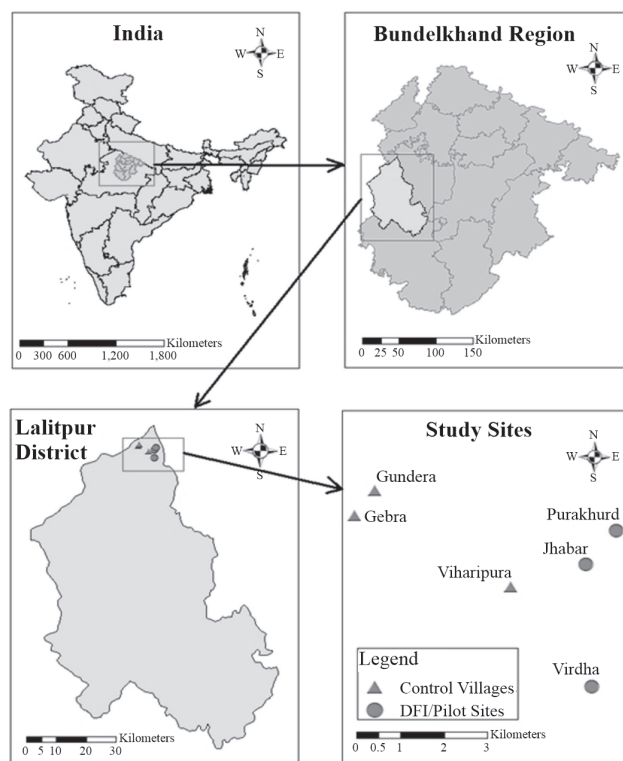 India
N
W E
S
Kilometers
0 300 600 1,200 1,800
Bundelkhand Region
N
W E
S
Kilometers
0 25 50 100 150
Lalitpur
District
N
W E
S
Kilometers
0 5 10 20 30
Study Sites
N
W E
S
Gundera
Gebra
Purakhurd
Jhabar
Viharipura
Virdha
Legend
Control Villages
DFI/Pilot Sites
Kilometers
0 0.5 1 2 3